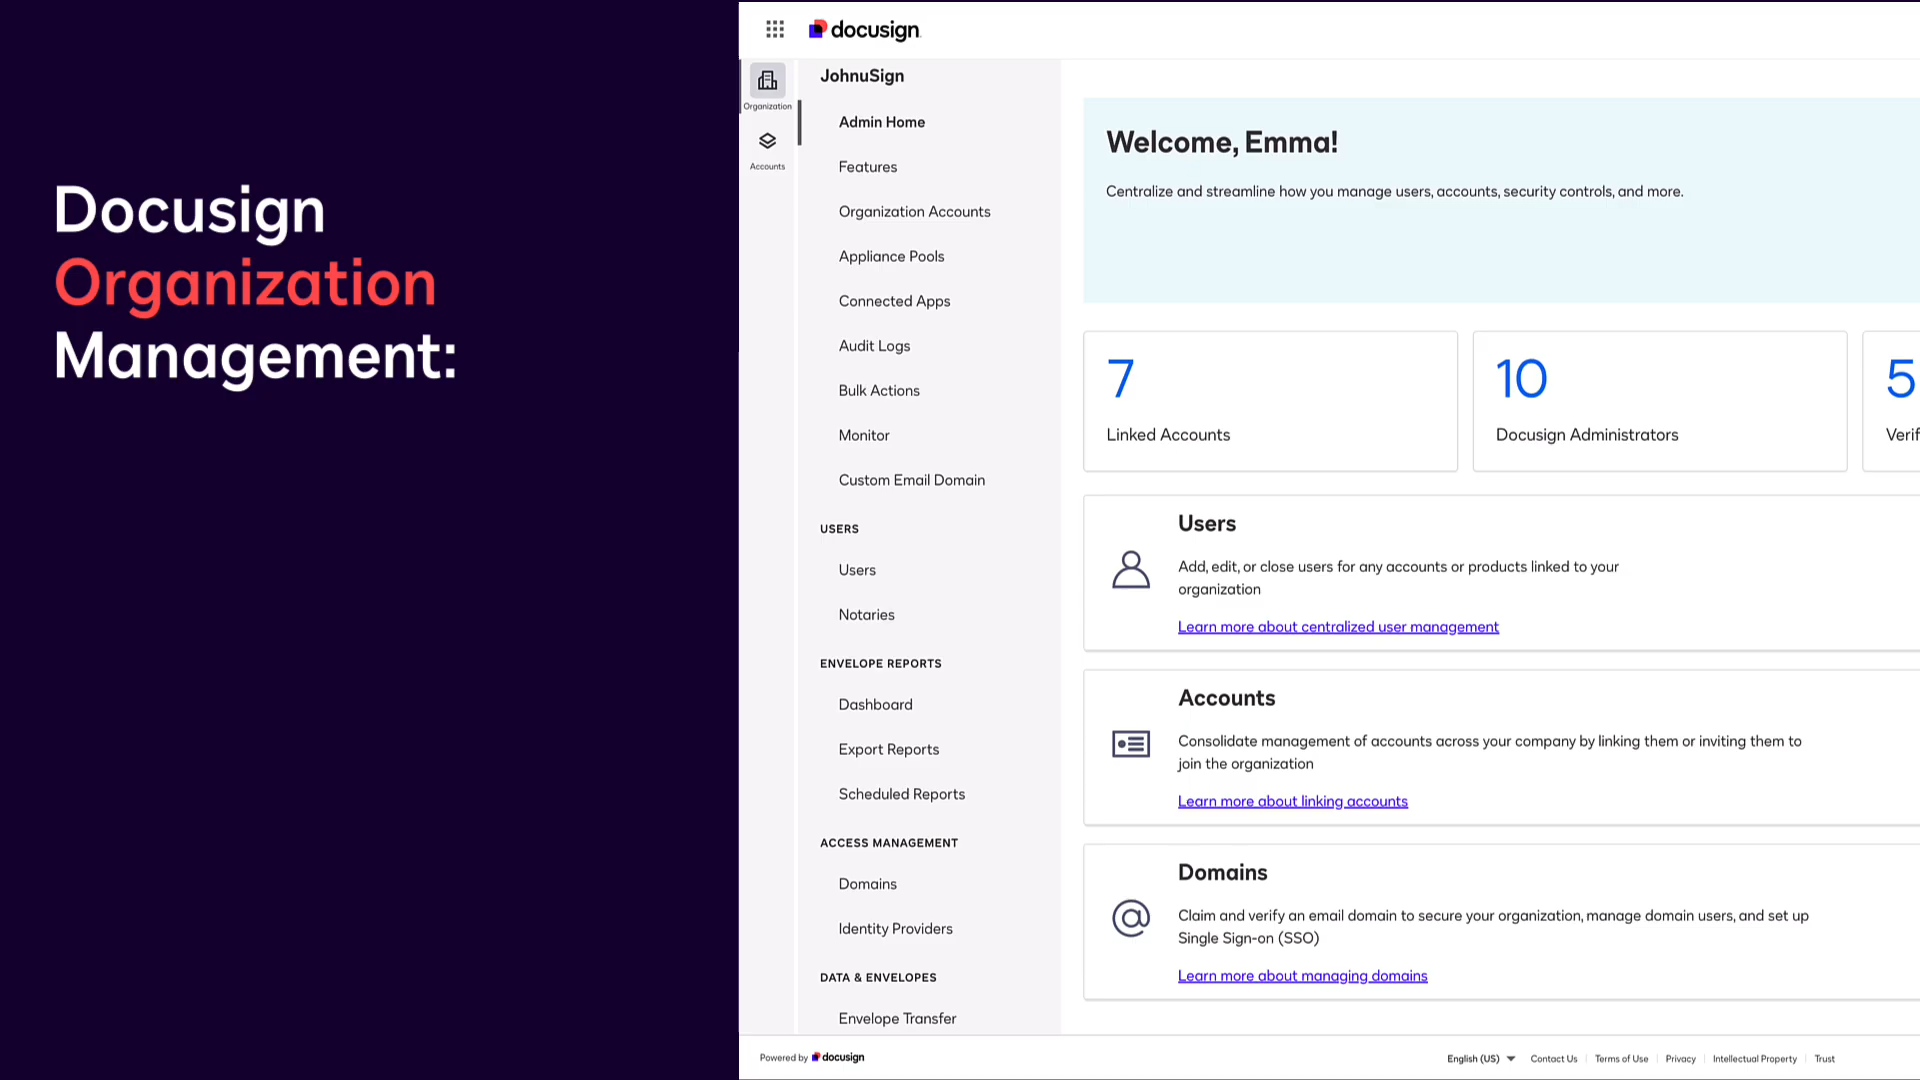 Docusign
Organization
Management:
docusign
Organization
Accounts
JohnuSign
Admin Home
Features
Organization Accounts
Appliance Pools
Connected Apps
Audit Logs
Bulk Actions
Monitor
Custom Email Domain
USERS
Users
Notaries
ENVELOPE REPORTS
Dashboard
Export Reports
Scheduled Reports
ACCESS MANAGEMENT
Domains
Identity Providers
DATA & ENVELOPES
Envelope Transfer
Welcome, Emma!
Centralize and streamline how you manage users, accounts, security controls, and more.
7
Linked Accounts
10
Docusign Administrators
5
Verif
Users
Add, edit, or close users for any accounts or products linked to your
organization
Learn more about centralized user management
Accounts
Consolidate management of accounts across your company by linking them or inviting them to
join the organization
Learn more about linking accounts
Domains
Claim and verify an email domain to secure your organization, manage domain users, and set up
Single Sign-on (SSO)
Learn more about managing domains
Powered by docusign
English (US) Contact Us Terms of Use Privacy Intellectual Property Trust